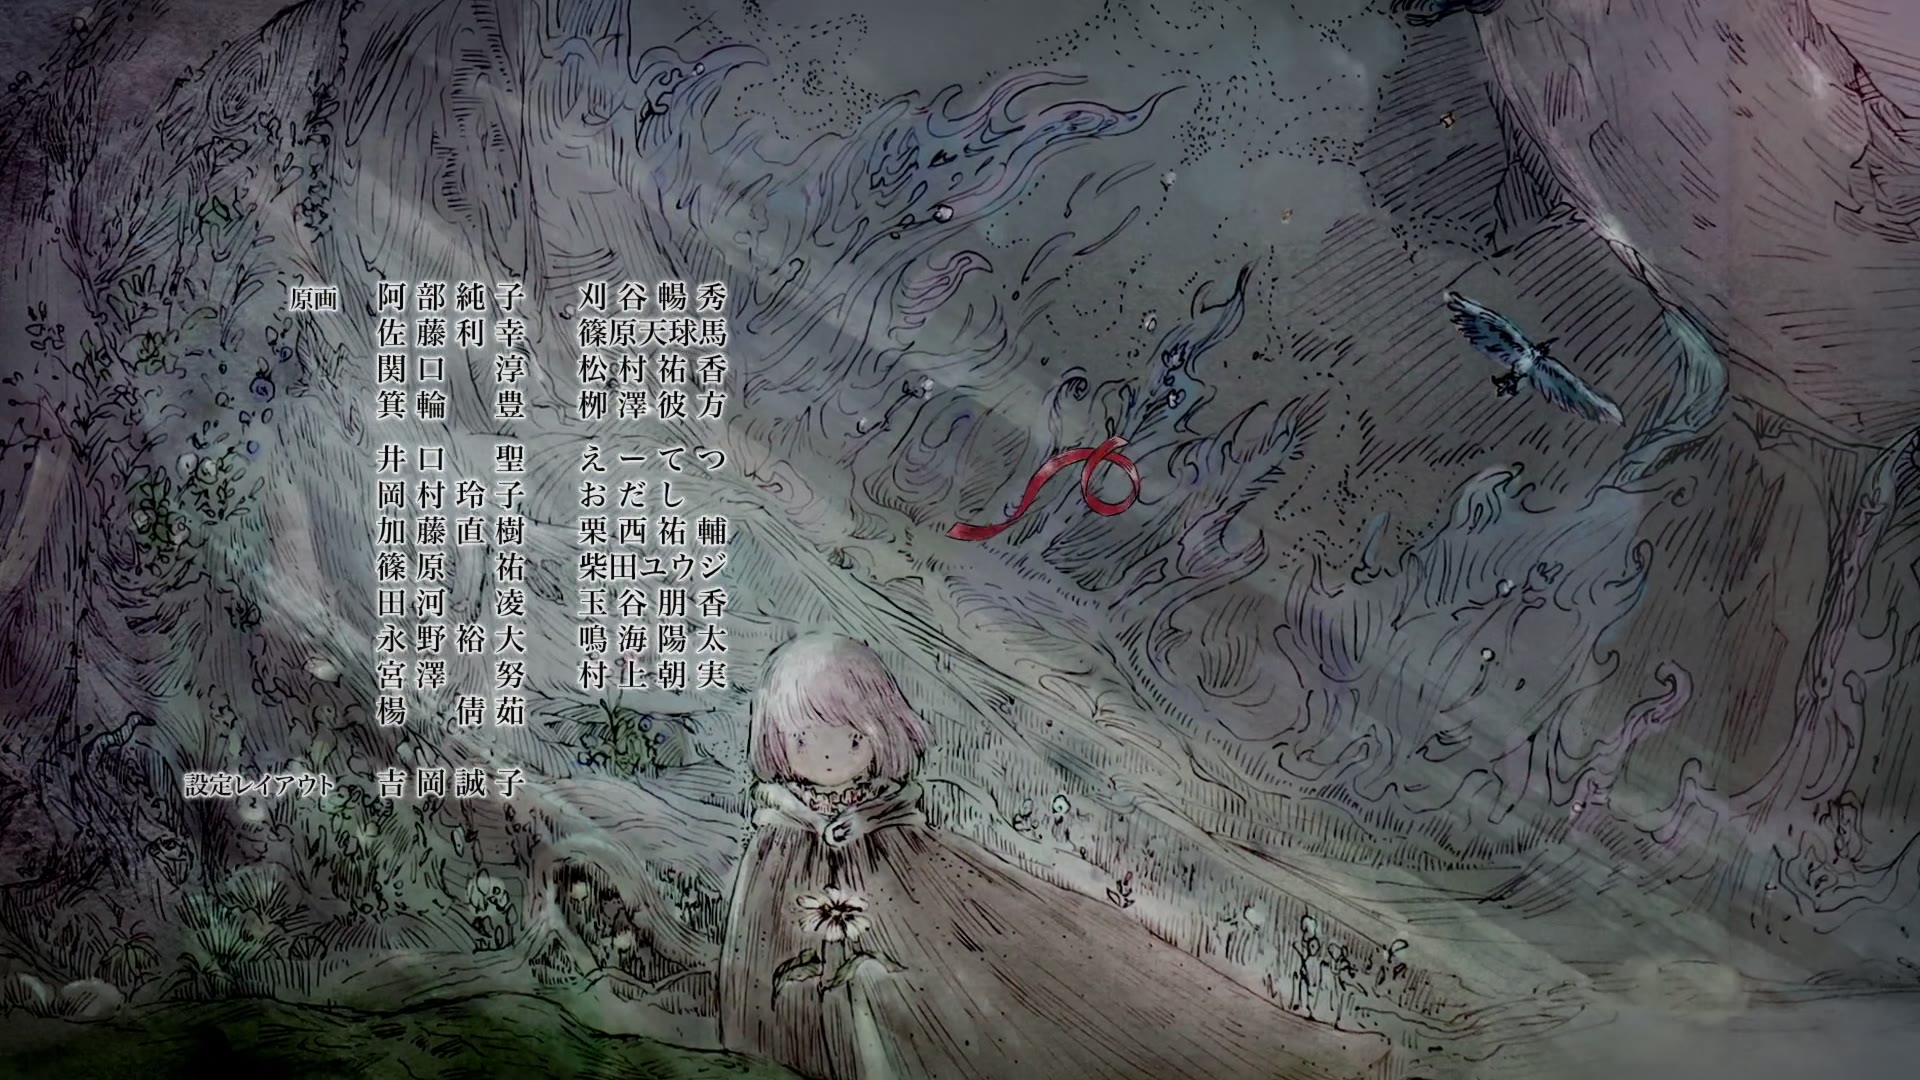 原画 阿部純子 刈谷暢秀
佐藤利幸 篠原天球馬
関口淳 松村祐香
箕輪豊 柳澤彼方
井口聖 えーてつ
岡村玲子 おだし
加藤直樹 栗西祐輔
篠原祐 柴田ユウジ
田河凌 玉谷朋香
永野裕大 鳴海陽太
宮澤努 村上朝実
楊倩茹
設定レイアウト 吉岡誠子